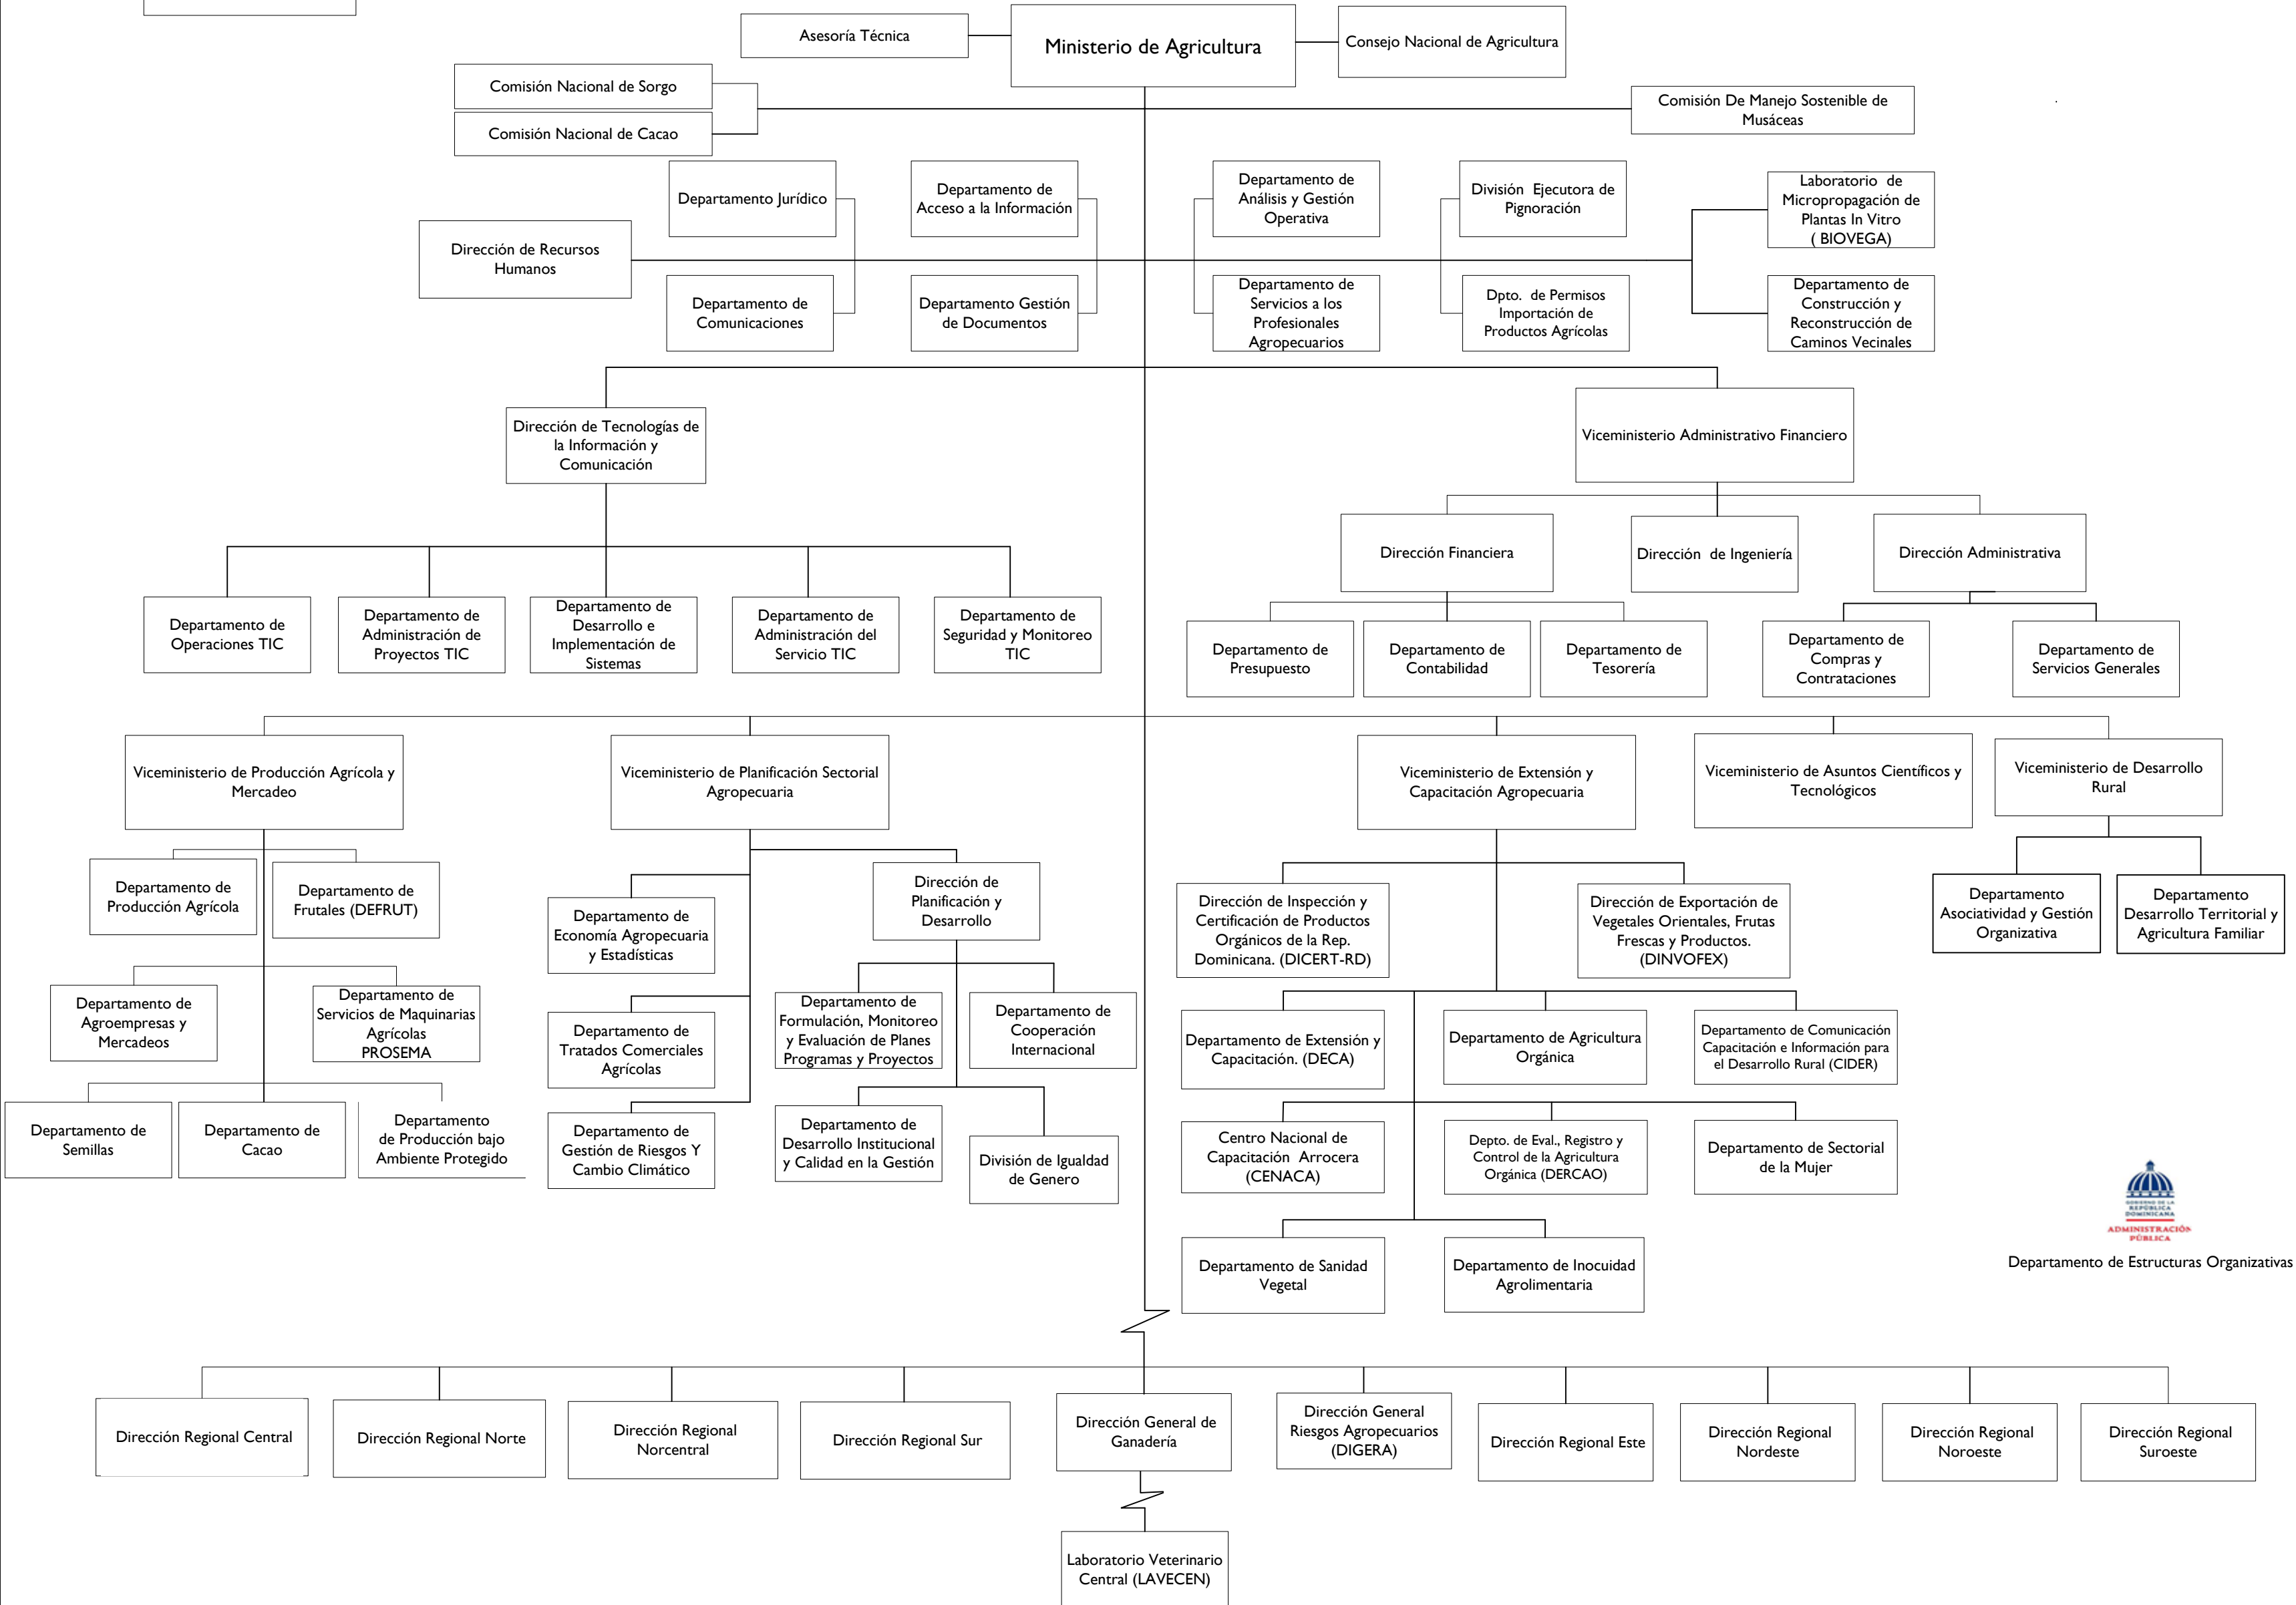 Asesoría Técnica
Ministerio de Agricultura
Consejo Nacional de Agricultura
Comisión Nacional de Sorgo
Comisión Nacional de Cacao
Comisión De Manejo Sostenible de
Musáceas
Departamento Jurídico
Departamento de
Acceso a la Información
Departamento de
Análisis y Gestión
Operativa
División Ejecutora de
Pignoración
Laboratorio de
Micropropagación de
Plantas In Vitro
( BIOVEGA)
Dirección de Recursos
Humanos
Departamento de
Comunicaciones
Departamento Gestión
de Documentos
Departamento de
Servicios a los
Profesionales
Agropecuarios
Dpto. de Permisos
Importación de
Productos Agrícolas
Departamento de
Construcción y
Reconstrucción de
Caminos Vecinales
Dirección de Tecnologías de
la Información y
Comunicación
Viceministerio Administrativo Financiero
Dirección Financiera
Dirección de Ingeniería
Dirección Administrativa
Departamento de
Operaciones TIC
Departamento de
Administración de
Proyectos TIC
Departamento de
Desarrollo e
Implementación de
Sistemas
Departamento de
Administración del
Servicio TIC
Departamento de
Seguridad y Monitoreo
TIC
Departamento de
Presupuesto
Departamento de
Contabilidad
Departamento de
Tesorería
Departamento de
Compras y
Contrataciones
Departamento de
Servicios Generales
Viceministerio de Producción Agrícola y
Mercadeo
Viceministerio de Planificación Sectorial
Agropecuaria
Viceministerio de Extensión y
Capacitación Agropecuaria
Viceministerio de Asuntos Científicos y
Tecnológicos
Viceministerio de Desarrollo
Rural
Departamento de
Producción Agrícola
Departamento de
Frutales (DEFRUT)
Departamento de
Economía Agropecuaria
y Estadísticas
Dirección de
Planificación y
Desarrollo
Dirección de Inspección y
Certificación de Productos
Orgánicos de la Rep.
Dominicana. (DICERT-RD)
Dirección de Exportación de
Vegetales Orientales, Frutas
Frescas y Productos.
(DINVOFEX)
Departamento
Asociatividad y Gestión
Organizativa
Departamento
Desarrollo Territorial y
Agricultura Familiar
Departamento de
Agroempresas y
Mercadeos
Departamento de
Servicios de Maquinarias
Agrícolas
PROSEMA
Departamento de
Tratados Comerciales
Agrícolas
Departamento de
Formulación, Monitoreo
y Evaluación de Planes
Programas y Proyectos
Departamento de
Cooperación
Internacional
Departamento de Extensión y
Capacitación. (DECA)
Departamento de Agricultura
Orgánica
Departamento de Comunicación
Capacitación e Información para
el Desarrollo Rural (CIDER)
Departamento de
Semillas
Departamento de
Cacao
Departamento
de Producción bajo
Ambiente Protegido
Departamento de
Gestión de Riesgos Y
Cambio Climático
Departamento de
Desarrollo Institucional
y Calidad en la Gestión
División de Igualdad
de Genero
Centro Nacional de
Capacitación Arrocera
(CENACA)
Depto. de Eval., Registro y
Control de la Agricultura
Orgánica (DERCAO)
Departamento de Sectorial
de la Mujer
Departamento de Sanidad
Vegetal
Departamento de Inocuidad
Agrolimentaria
GOBIERNO DE LA
REPÚBLICA
DOMINICANA
ADMINISTRACIÓN
PÚBLICA
Departamento de Estructuras Organizativas
Dirección Regional Central
Dirección Regional Norte
Dirección Regional
Norcentral
Dirección Regional Sur
Dirección General de
Ganadería
Dirección General
Riesgos Agropecuarios
(DIGERA)
Dirección Regional Este
Dirección Regional
Nordeste
Dirección Regional
Noroeste
Dirección Regional
Suroeste
Laboratorio Veterinario
Central (LAVECEN)